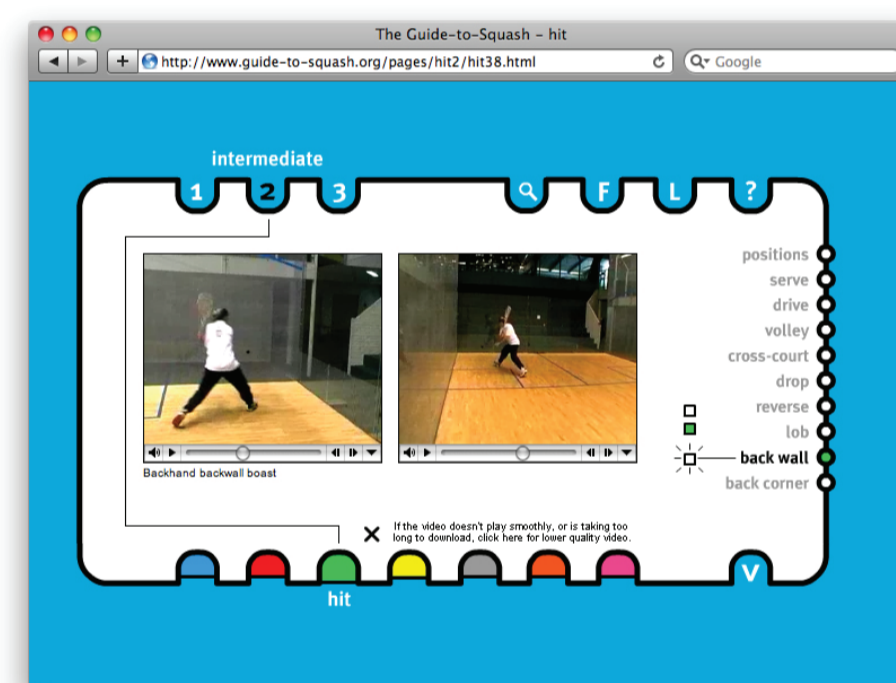 The Guide-to-Squash – hit
http://www.guide-to-squash.org/pages/hit2/hit38.html
Google
intermediate
1 2 3 F L ?
positions
serve
drive
volley
cross-court
drop
reverse
lob
back wall
back corner
Backhand backwall boast
If the video doesn't play smoothly, or is taking too
long to download, click here for lower quality video.
V
hit